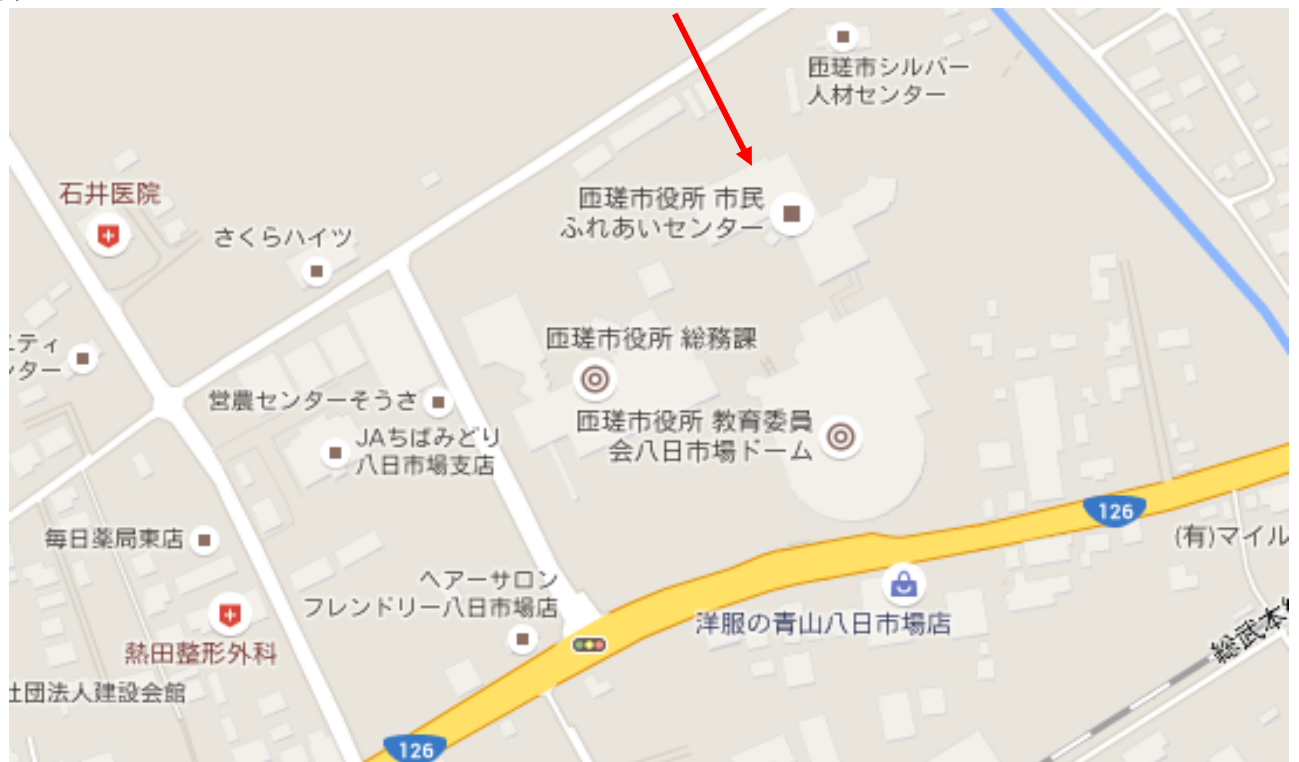 匝瑳市シルバー
人材センター
石井医院
匝瑳市役所 市民
ふれあいセンター
さくらハイツ
ニティ
ンター
匝瑳市役所 総務課
営農センターそうさ
匝瑳市役所 教育委員
会八日市場ドーム
JAちばみどり
八日市場支店
126
毎日薬局東店
(有)マイル
ヘアーサロン
フレンドリー八日市場店
洋服の青山八日市場店
総武本
熱田整形外科
社団法人建設会館
126